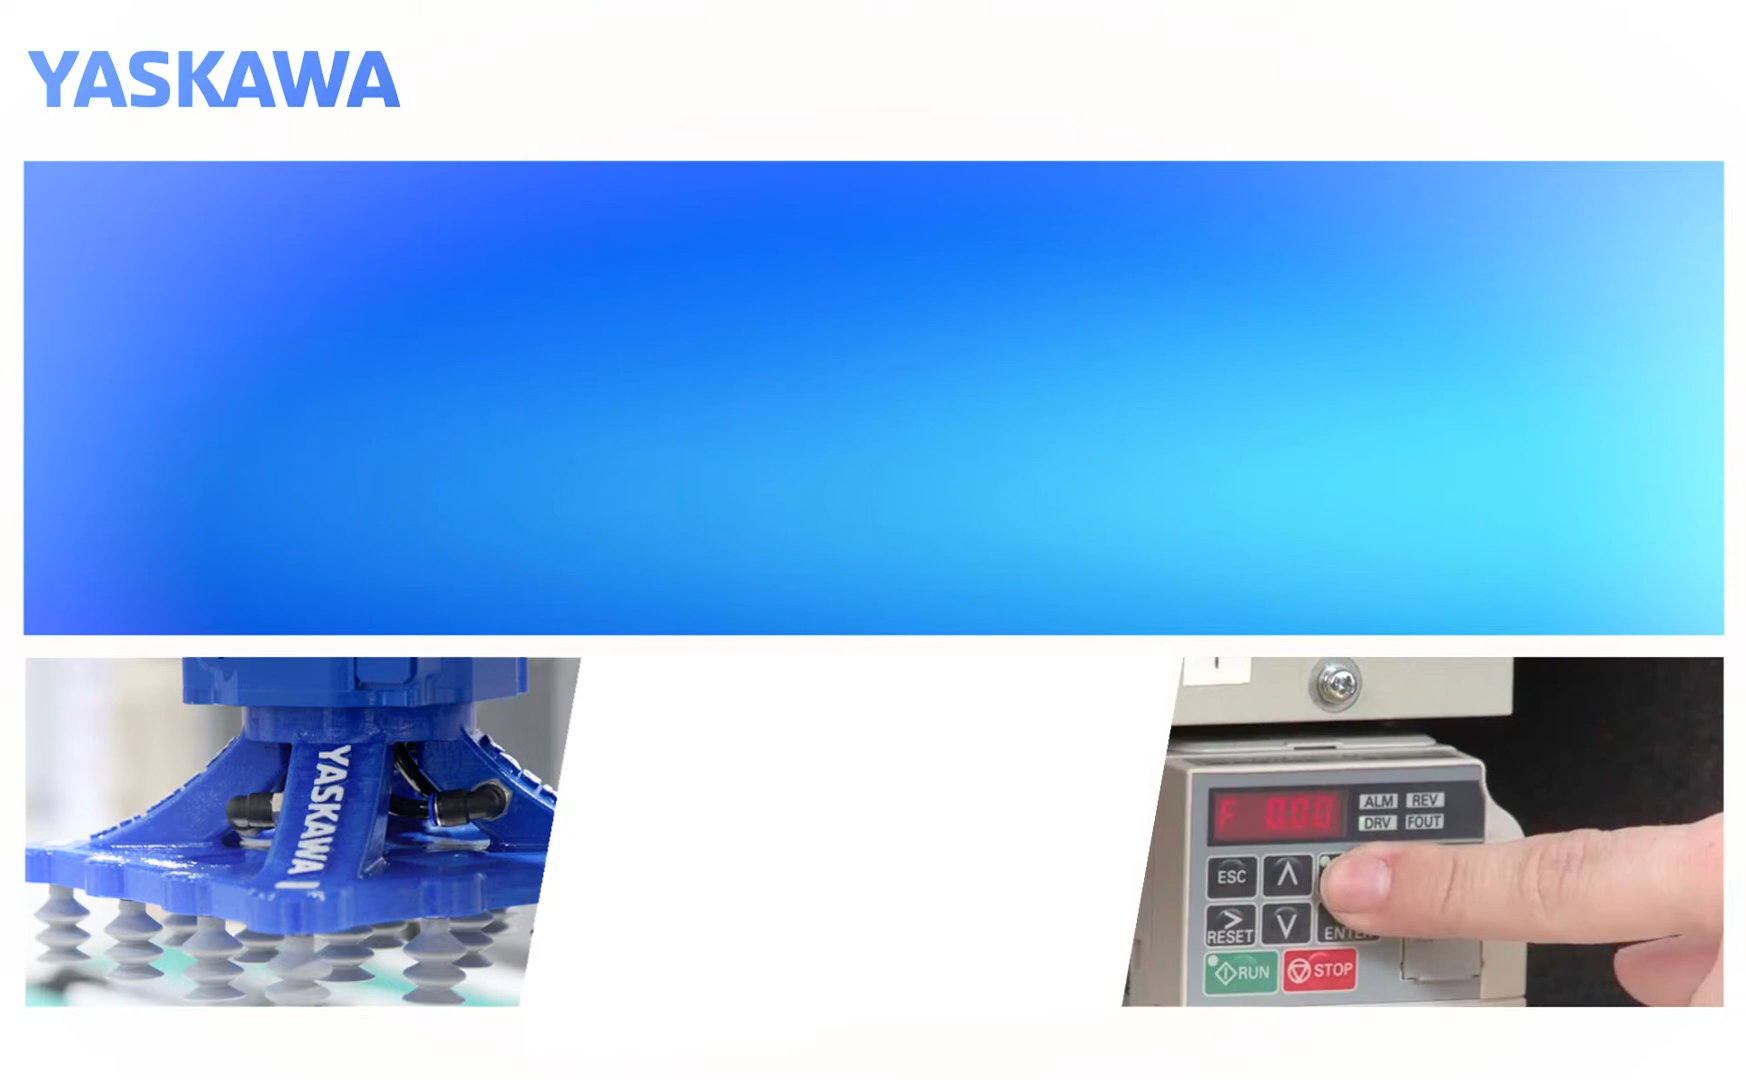 YASKAWA
YASKAWA
F 0.00
ALM REV
DRV FOUT
ESC
RESET
RUN STOP